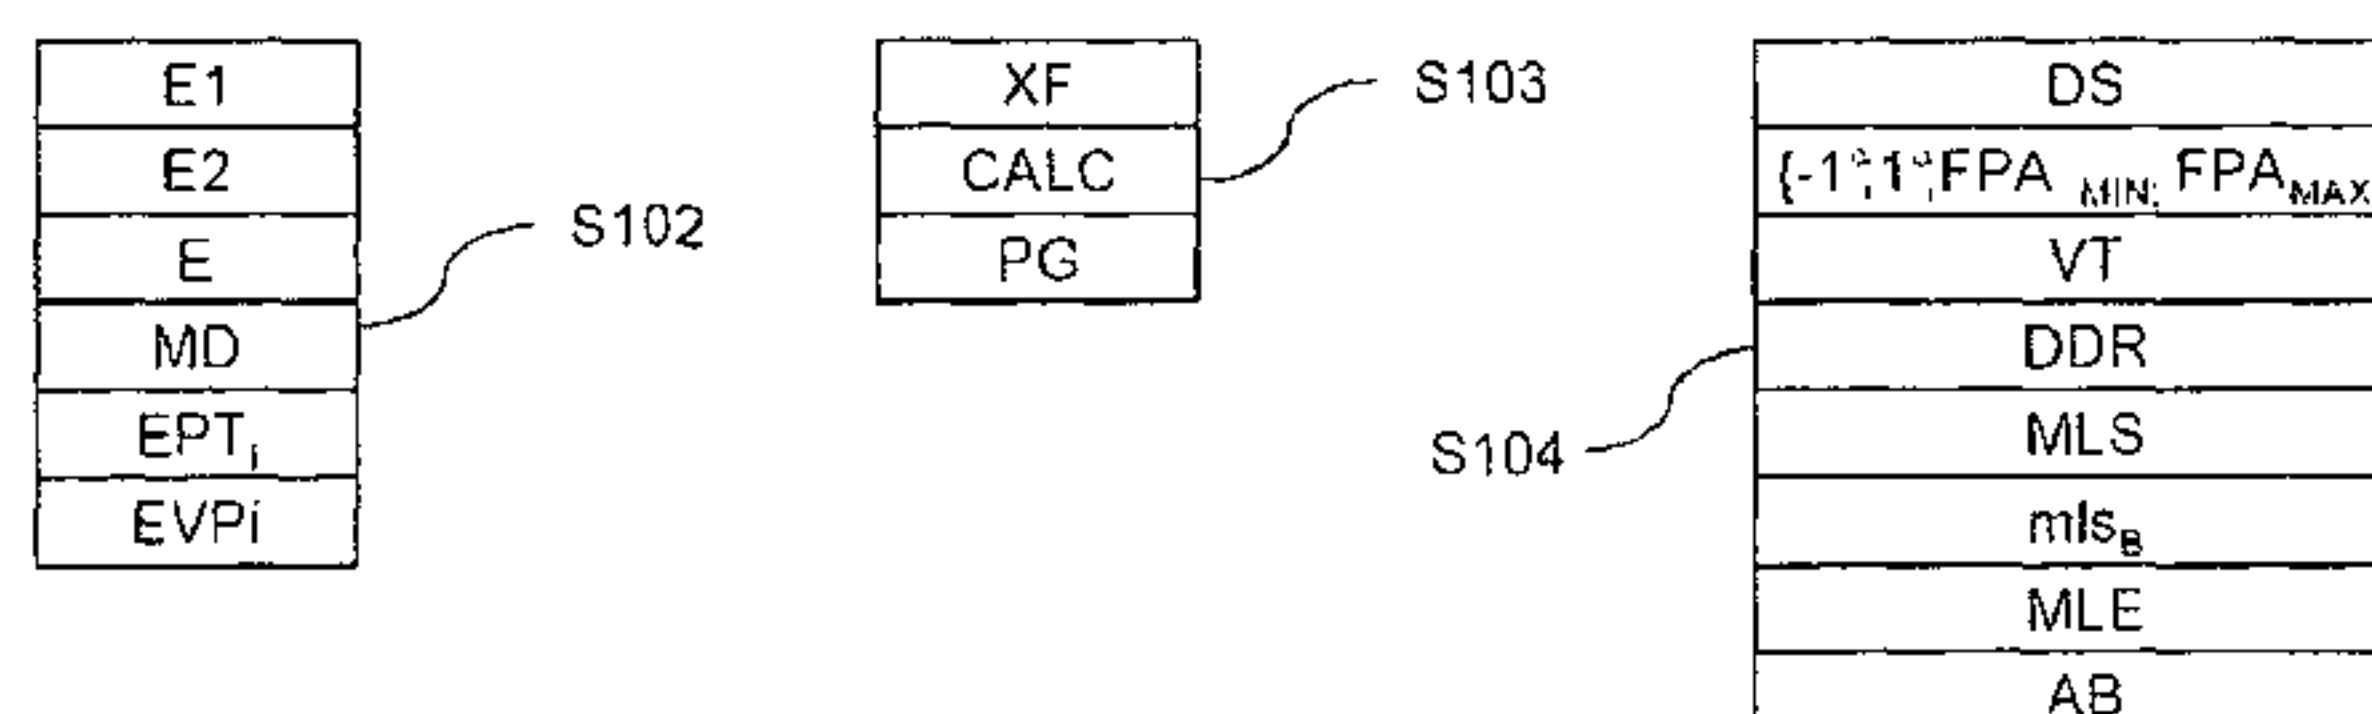 E1
E2
E
MD
EPTi
EVPi
S102
XF
CALC
PG
S103
DS
{-1°;1°;FPA MIN; FPAMAX
VT
DDR
MLS
mlsB
MLE
AB
S104